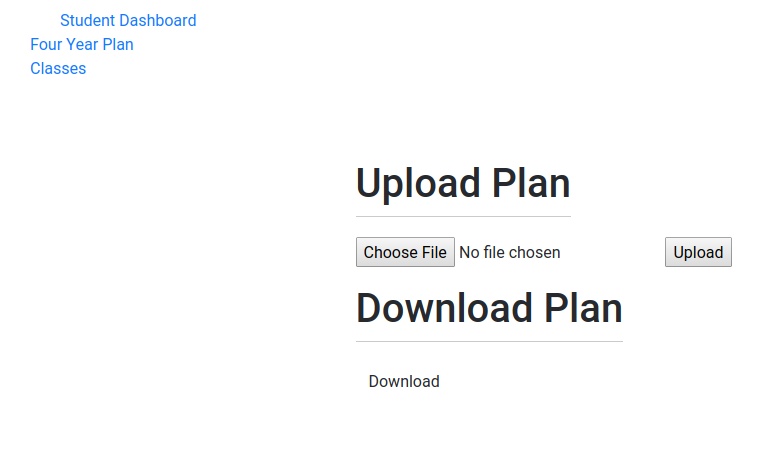 Student Dashboard
Four Year Plan
Classes
Upload Plan
Choose File No file chosen Upload
Download Plan
Download